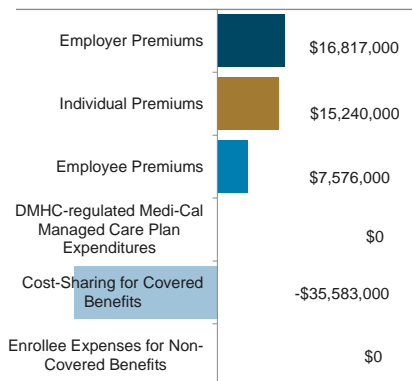 Employer Premiums
$16,817,000
Individual Premiums
$15,240,000
Employee Premiums
$7,576,000
DMHC-regulated Medi-Cal
Managed Care Plan
Expenditures
$0
Cost-Sharing for Covered
Benefits
-$35,583,000
Enrollee Expenses for Non-
Covered Benefits
$0